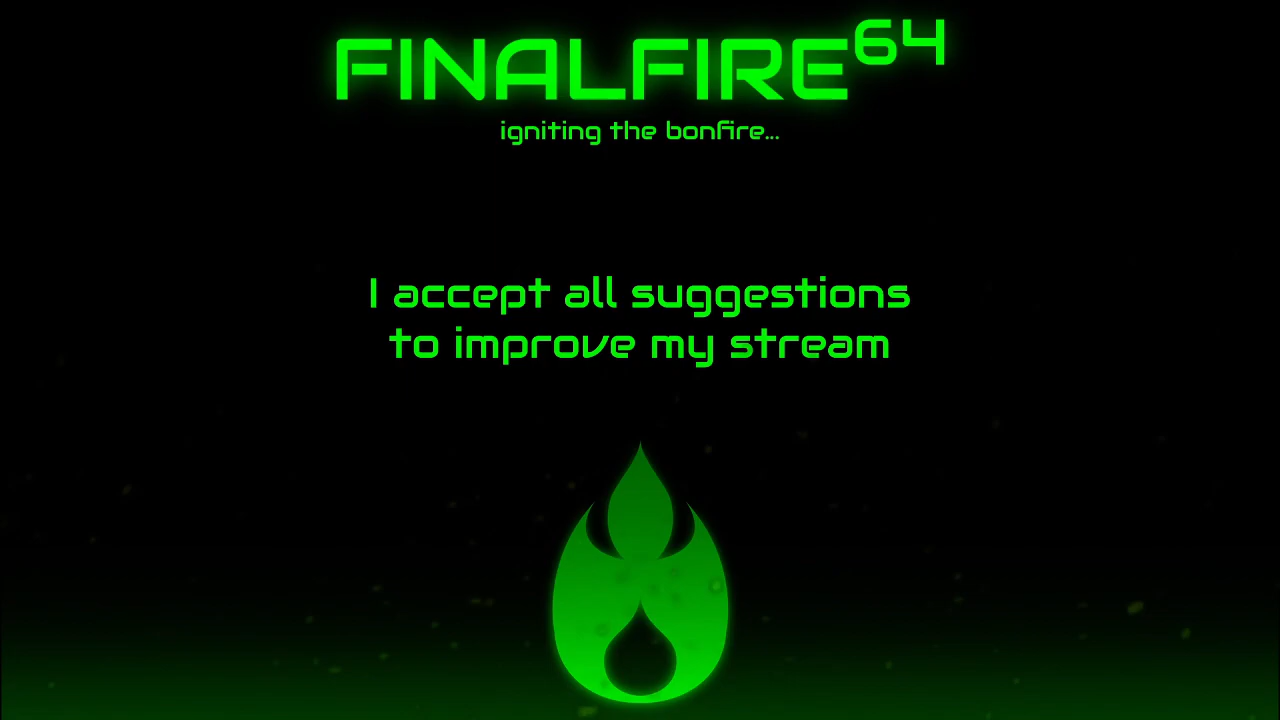 FINALFIRE64
igniting the bonfire...
I accept all suggestions
to improve my stream